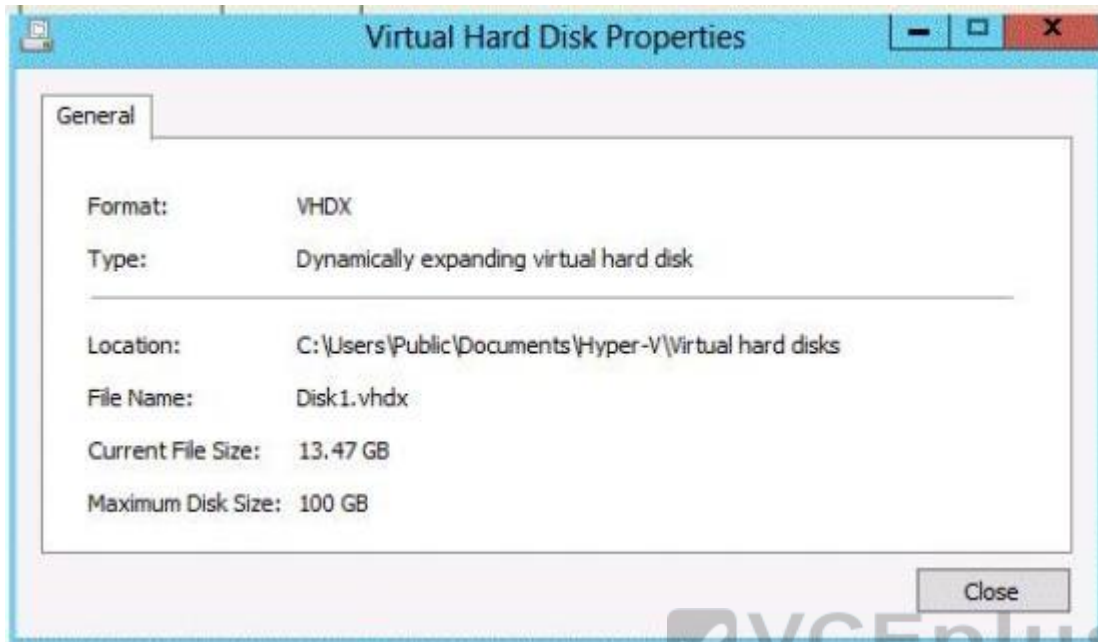 Virtual Hard Disk Properties
General
Format: VHDX
Type: Dynamically expanding virtual hard disk
Location: C:\Users\Public\Documents\Hyper-V\Virtual hard disks
File Name: Disk1.vhdx
Current File Size: 13.47 GB
Maximum Disk Size: 100 GB
Close
VCEplus